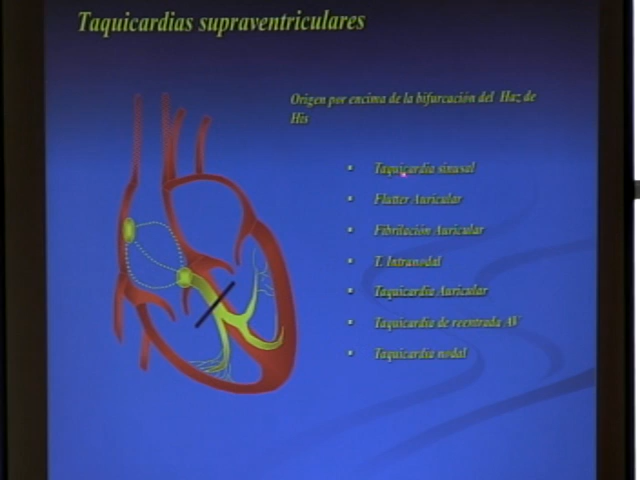 Taquicardias supraventriculares
Origen por encima de la bifurcación del Haz de
His
Taquicardia sinusal
Flutter Auricular
Fibrilación Auricular
T. Intranodal
Taquicardia Auricular
Taquicardia de reentrada AV
Taquicardia nodal